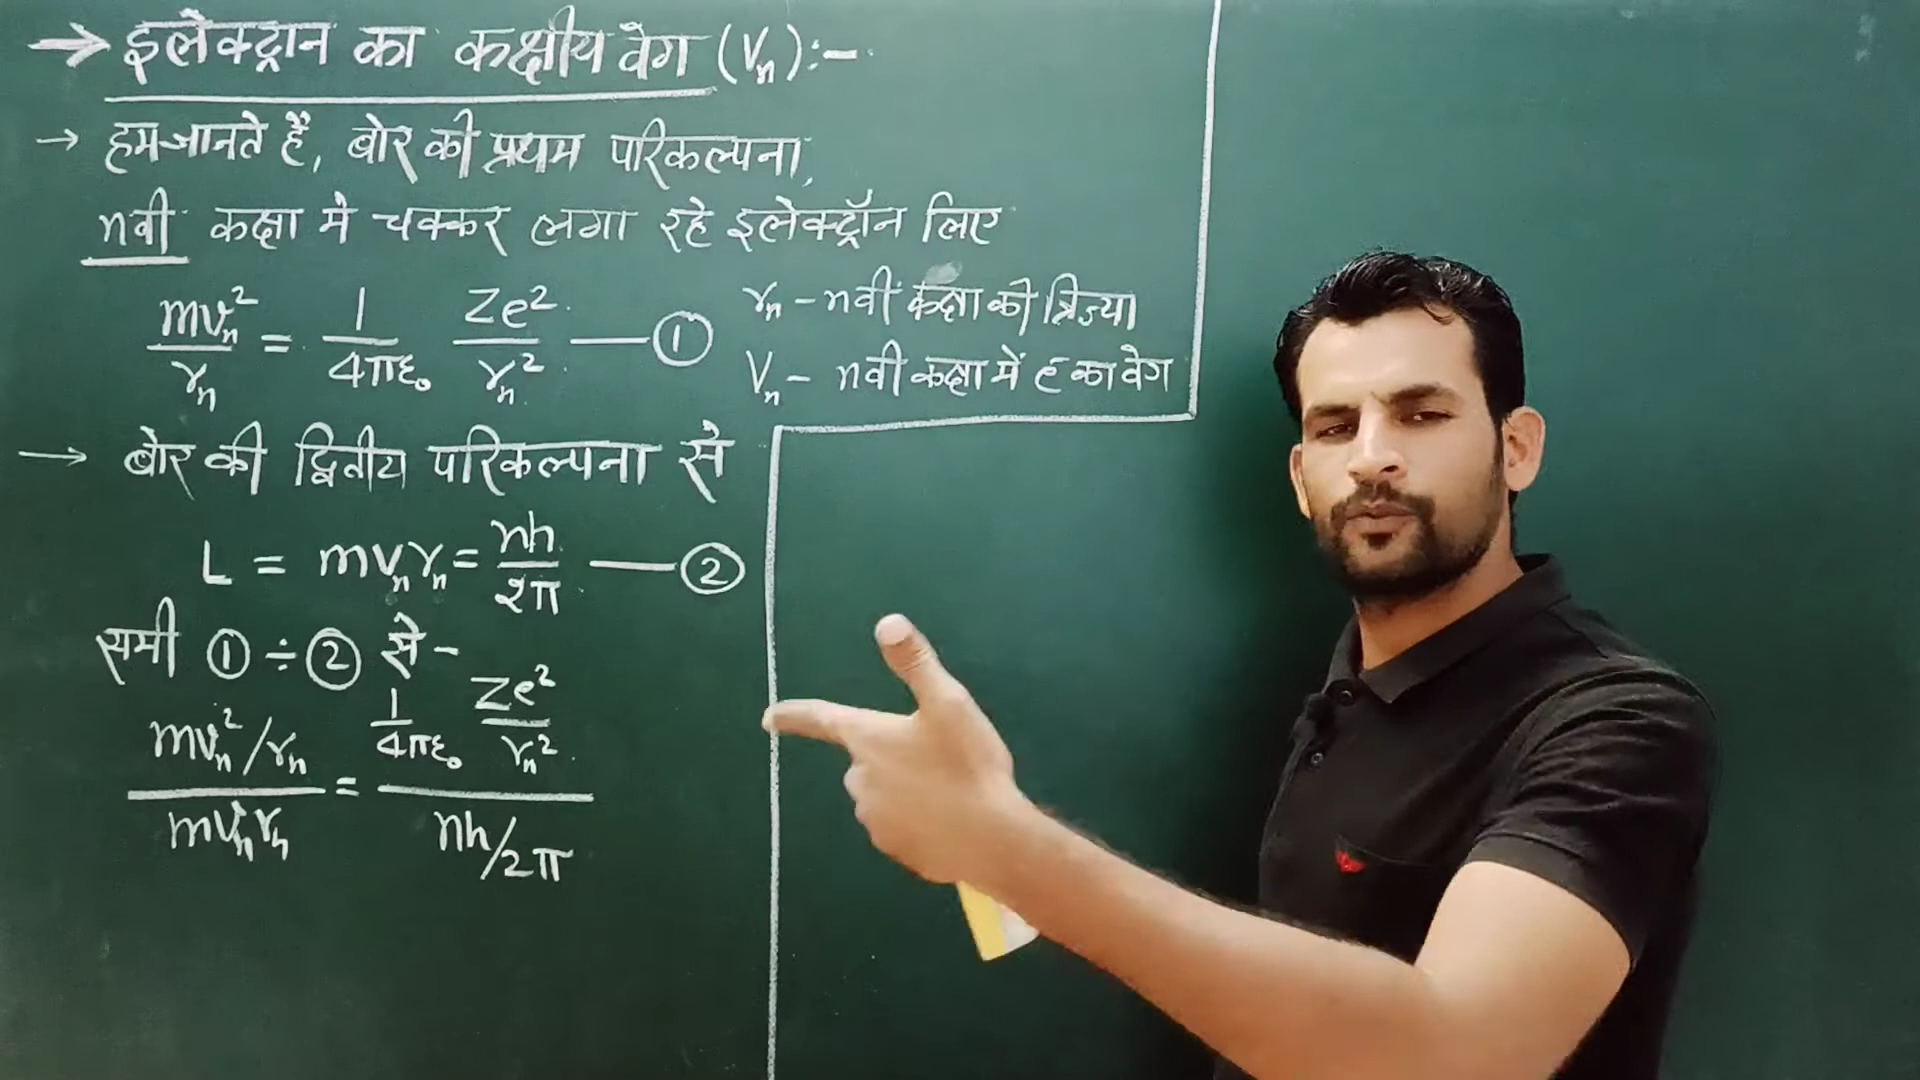 → इलेक्ट्रान का कक्षीय वेग (Vₙ):-
→ हम जानते हैं, बोर की प्रथम परिकल्पना,
nवी कक्षा मे चक्कर लगा रहे इलेक्ट्रॉन लिए
mvₙ²/rₙ = 1/4πε₀ Ze²/rₙ² —— ①
rₙ - nवीं कक्षा की त्रिज्या
Vₙ - nवी कक्षा में e⁻ का वेग
→ बोर की द्वितीय परिकल्पना से
L = mvₙrₙ = nh/2π —— ②
समी ① ÷ ② से -
(mvₙ²/rₙ)/(mvₙrₙ) = (1/4πε₀ Ze²/rₙ²)/(nh/2π)